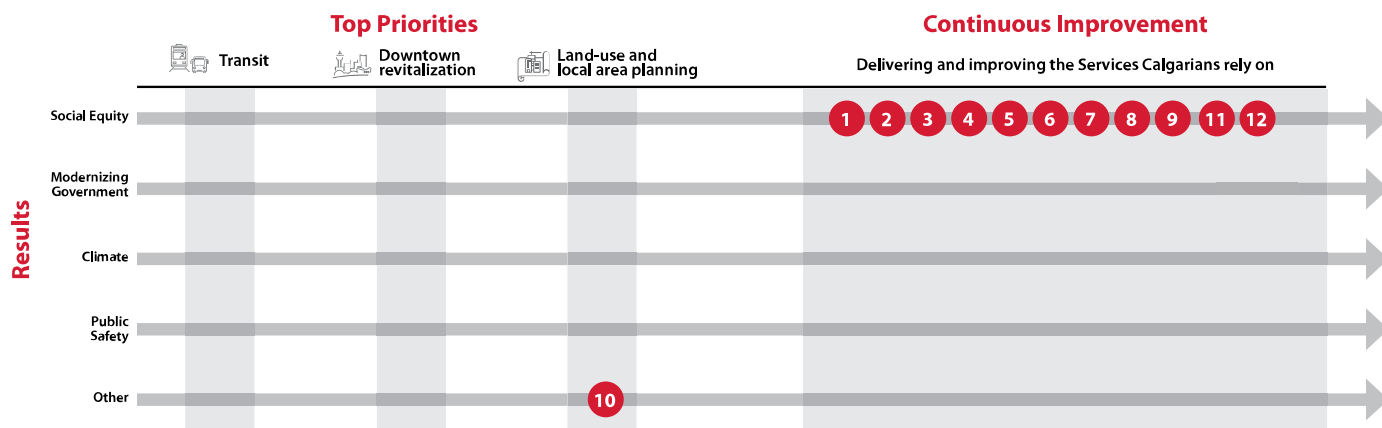 Top Priorities
Continuous Improvement
Transit
Downtown
revitalization
Land-use and
local area planning
Delivering and improving the Services Calgarians rely on
Results
Social Equity
1 2 3 4 5 6 7 8 9 11 12
Modernizing
Government
Climate
Public
Safety
Other
10